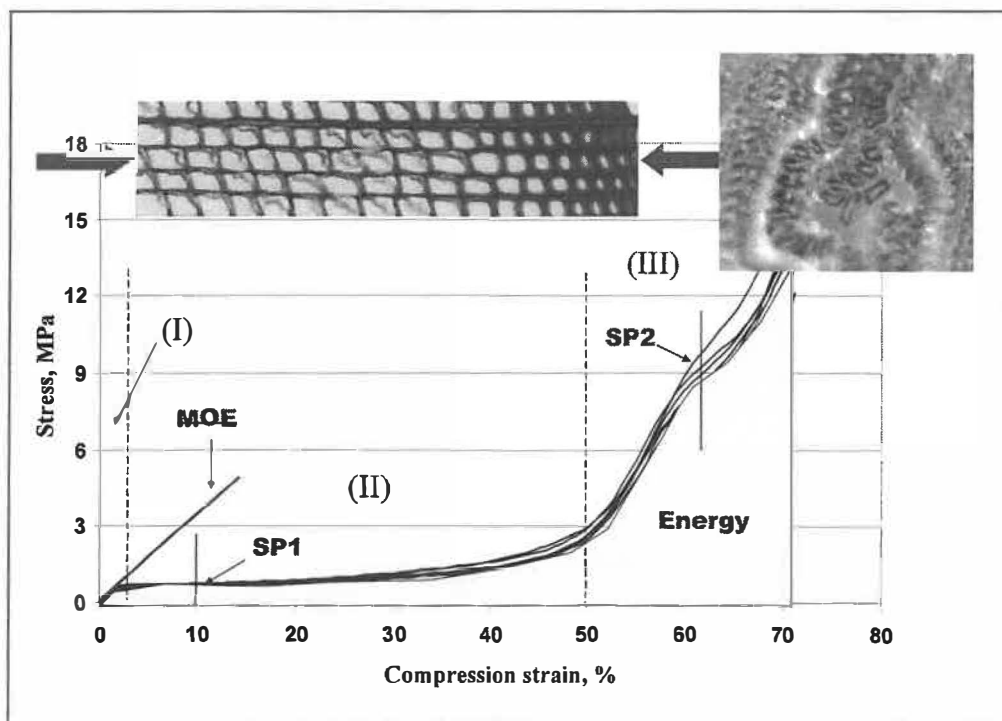 18
15
12
9
6
3
0
Stress, MPa
(I)
MOE
(II)
SP1
(III)
SP2
Energy
0 10 20 30 40 50 60 70 80
Compression strain, %